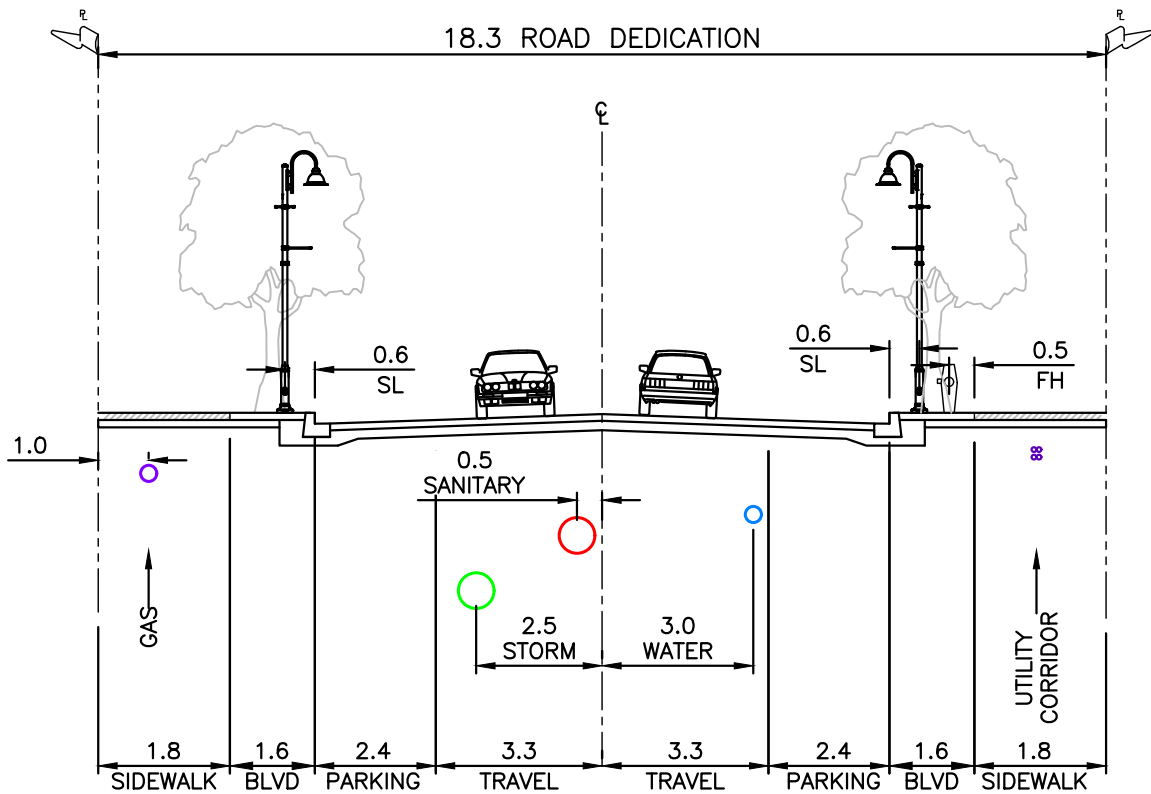 PL
PL
18.3 ROAD DEDICATION
CL
0.6
SL
0.6
SL
0.5
FH
1.0
0.5
SANITARY
GAS
2.5
STORM
3.0
WATER
UTILITY
CORRIDOR
1.8
SIDEWALK
1.6
BLVD
2.4
PARKING
3.3
TRAVEL
3.3
TRAVEL
2.4
PARKING
1.6
BLVD
1.8
SIDEWALK